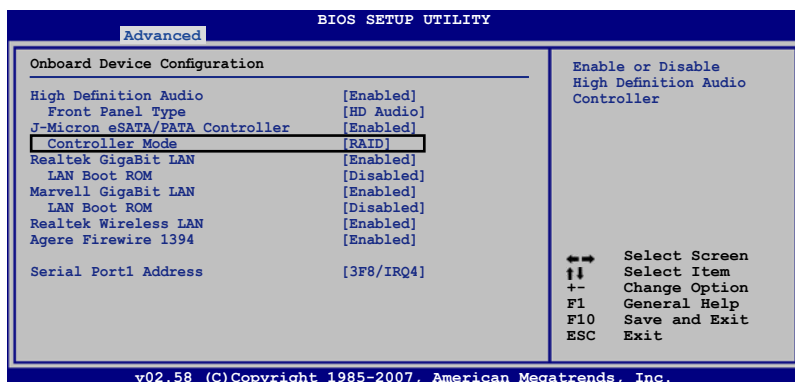 BIOS SETUP UTILITY
Advanced
Onboard Device Configuration
High Definition Audio [Enabled]
Front Panel Type [HD Audio]
J-Micron eSATA/PATA Controller [Enabled]
Controller Mode [RAID]
Realtek GigaBit LAN [Enabled]
LAN Boot ROM [Disabled]
Marvell GigaBit LAN [Enabled]
LAN Boot ROM [Disabled]
Realtek Wireless LAN [Enabled]
Agere Firewire 1394 [Enabled]
Serial Port1 Address [3F8/IRQ4]
Enable or Disable
High Definition Audio
Controller
Select Screen
Select Item
+- Change Option
F1 General Help
F10 Save and Exit
ESC Exit
v02.58 (C)Copyright 1985-2007, American Megatrends, Inc.